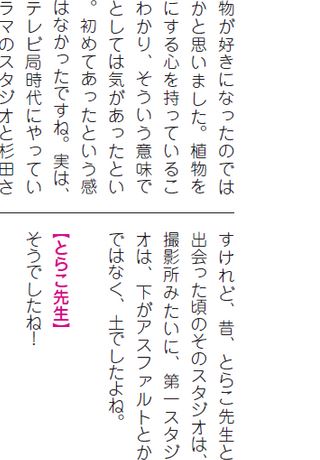 物が好きになったのでは
かと思いました。植物を
にする心を持っているこ
わかり、そういう意味で
としては気があったとい
。初めてあったという感
はなかったですね。実は、
テレビ局時代にやってい
ラマのスタジオと杉田さ
すけれど、昔、とらこ先生と
出会った頃のそのスタジオは、
撮影所みたいに、第一スタジ
オは、下がアスファルトとか
ではなく、土でしたよね。
【とらこ先生】
そうでしたね！